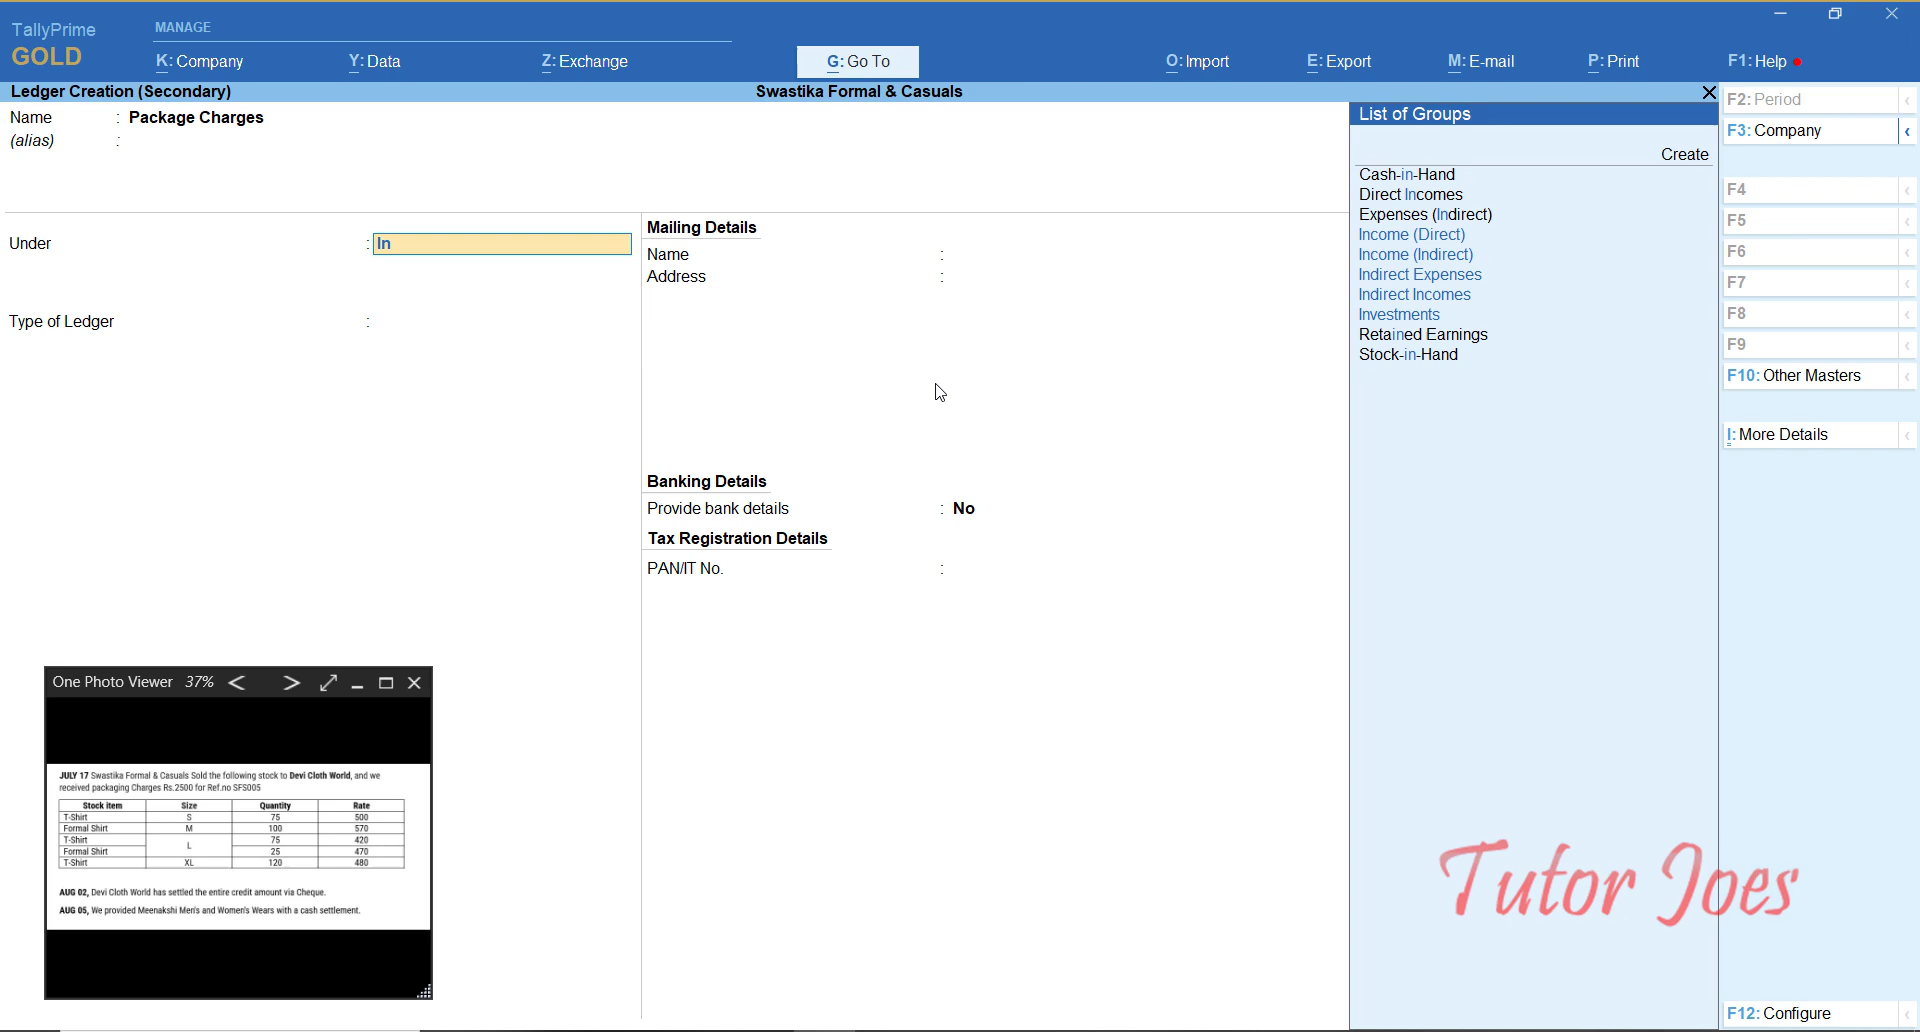 TallyPrime
GOLD
MANAGE
K: Company
Y: Data
Z: Exchange
G: Go To
O: Import
E: Export
M: E-mail
P: Print
F1: Help
Ledger Creation (Secondary)
Swastika Formal & Casuals
Name : Package Charges
(alias) :
Under : In
Type of Ledger :
Mailing Details
Name :
Address :
Banking Details
Provide bank details : No
Tax Registration Details
PAN/IT No. :
List of Groups
Create
Cash-in-Hand
Direct Incomes
Expenses (Indirect)
Income (Direct)
Income (Indirect)
Indirect Expenses
Indirect Incomes
Investments
Retained Earnings
Stock-in-Hand
F2: Period
F3: Company
F4
F5
F6
F7
F8
F9
F10: Other Masters
I: More Details
F12: Configure
One Photo Viewer 37%
JULY 17 Swastika Formal & Casuals Sold the following stock to Devi Cloth World, and we
received packaging Charges Rs.2500 for Ref.no SFS005
Stock item Size Quantity Rate
T-Shirt S 75 500
Formal Shirt M 100 570
T-Shirt L 75 420
Formal Shirt 25 470
T-Shirt XL 120 480
AUG 02, Devi Cloth World has settled the entire credit amount via Cheque.
AUG 05, We provided Meenakshi Men's and Women's Wears with a cash settlement.
Tutor Joes